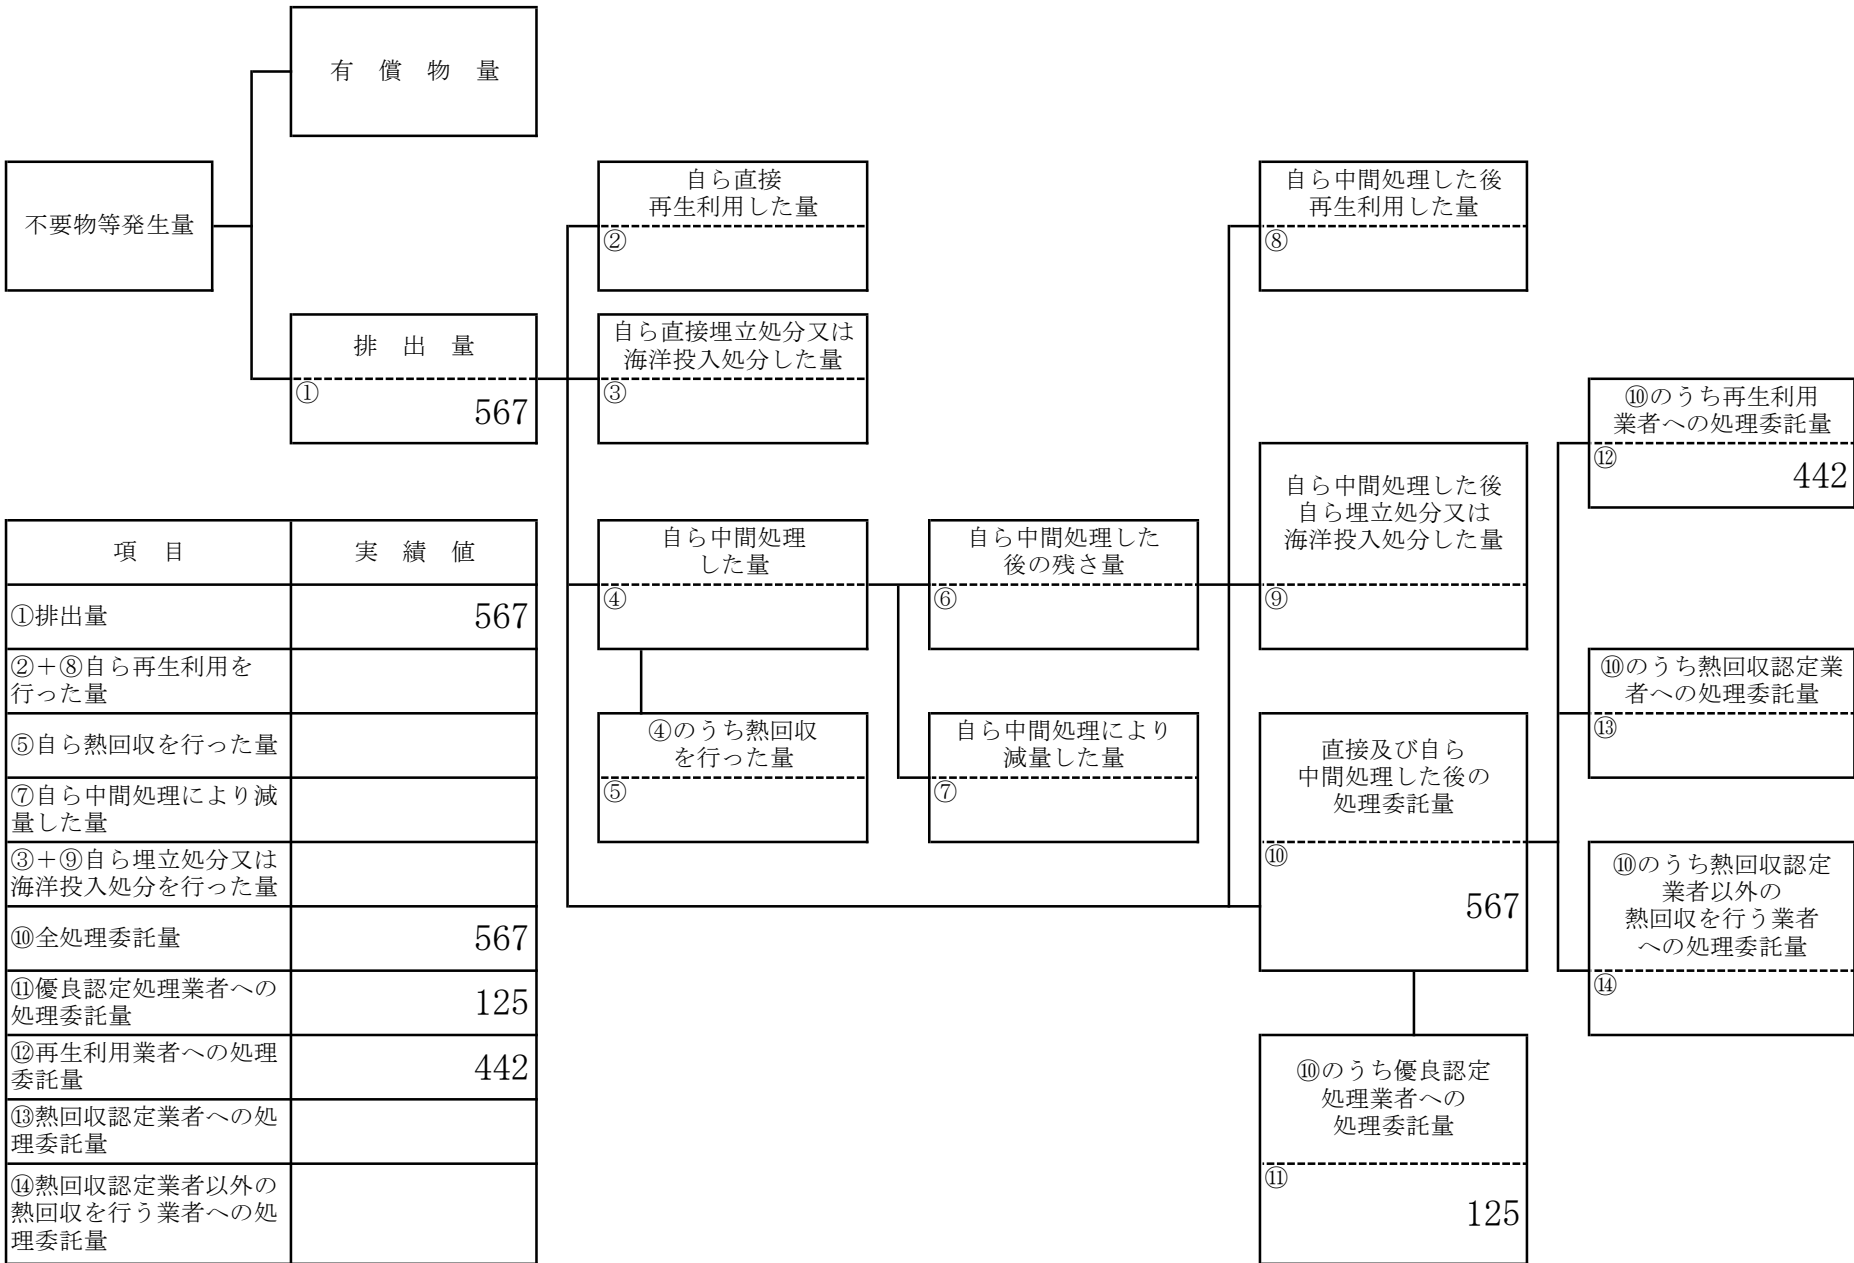 有 償 物 量
不要物等発生量
排 出 量
①
567
自ら直接
再生利用した量
②
自ら直接埋立処分又は
海洋投入処分した量
③
自ら中間処理
した量
④
④のうち熱回収
を行った量
⑤
自ら中間処理した
後の残さ量
⑥
自ら中間処理により
減量した量
⑦
自ら中間処理した後
再生利用した量
⑧
自ら中間処理した後
自ら埋立処分又は
海洋投入処分した量
⑨
直接及び自ら
中間処理した後の
処理委託量
⑩
567
⑩のうち優良認定
処理業者への
処理委託量
⑪
125
⑩のうち再生利用
業者への処理委託量
⑫
442
⑩のうち熱回収認定業
者への処理委託量
⑬
⑩のうち熱回収認定
業者以外の
熱回収を行う業者
への処理委託量
⑭
項 目
実 績 値
①排出量
567
②＋⑧自ら再生利用を
行った量
⑤自ら熱回収を行った量
⑦自ら中間処理により減
量した量
③＋⑨自ら埋立処分又は
海洋投入処分を行った量
⑩全処理委託量
567
⑪優良認定処理業者への
処理委託量
125
⑫再生利用業者への処理
委託量
442
⑬熱回収認定業者への処
理委託量
⑭熱回収認定業者以外の
熱回収を行う業者への処
理委託量